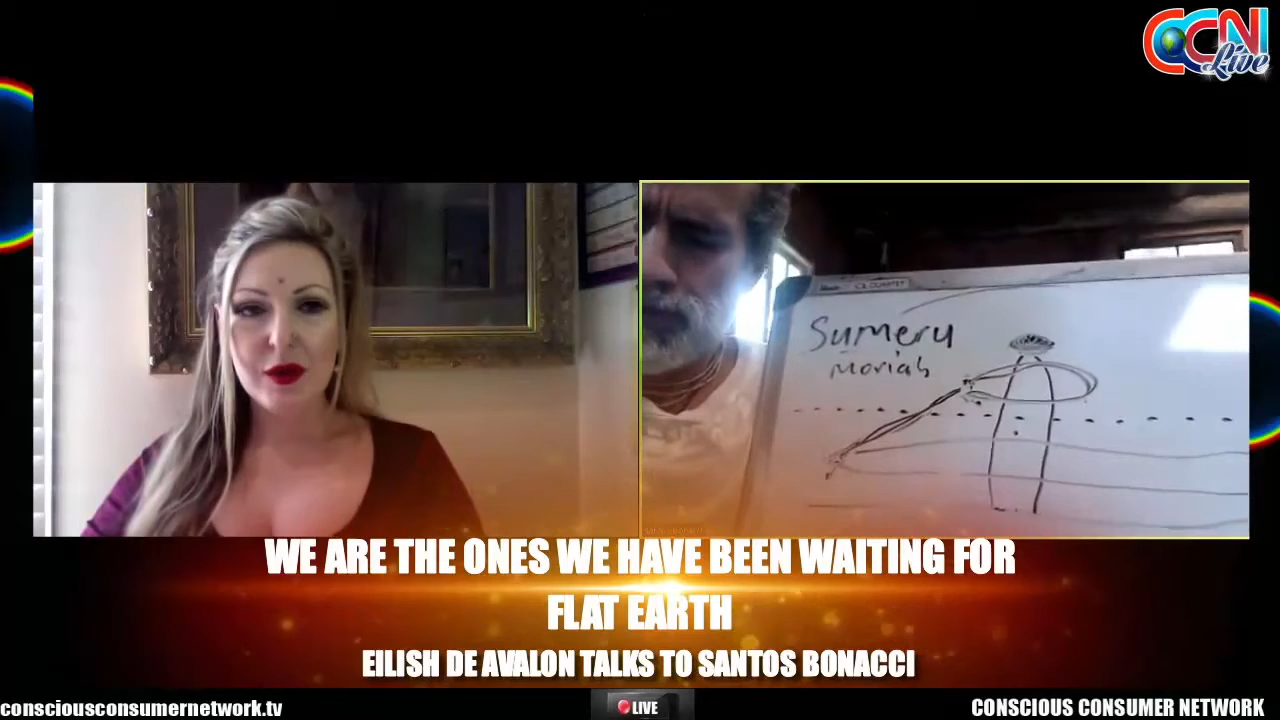 CCN
Live
Sumeru
Moriah
WE ARE THE ONES WE HAVE BEEN WAITING FOR
FLAT EARTH
EILISH DE AVALON TALKS TO SANTOS BONACCI
consciousconsumernetwork.tv
LIVE
CONSCIOUS CONSUMER NETWORK